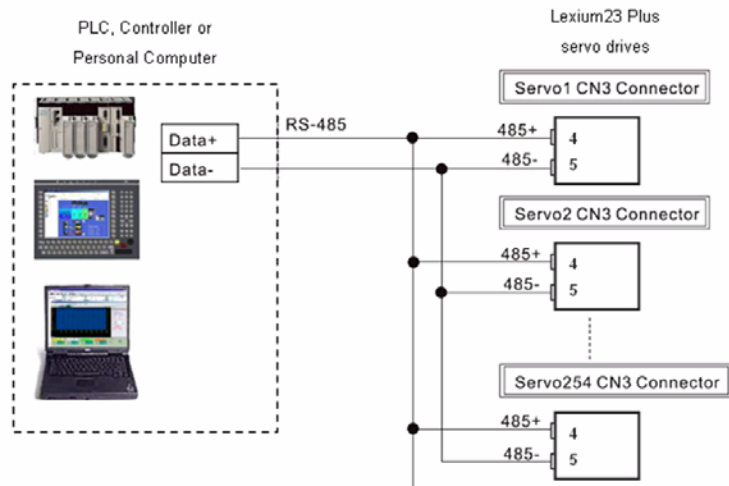 PLC, Controller or
Personal Computer
Lexium23 Plus
servo drives
Data+
Data-
RS-485
Servo1 CN3 Connector
485+
4
485-
5
Servo2 CN3 Connector
485+
4
485-
5
Servo254 CN3 Connector
485+
4
485-
5